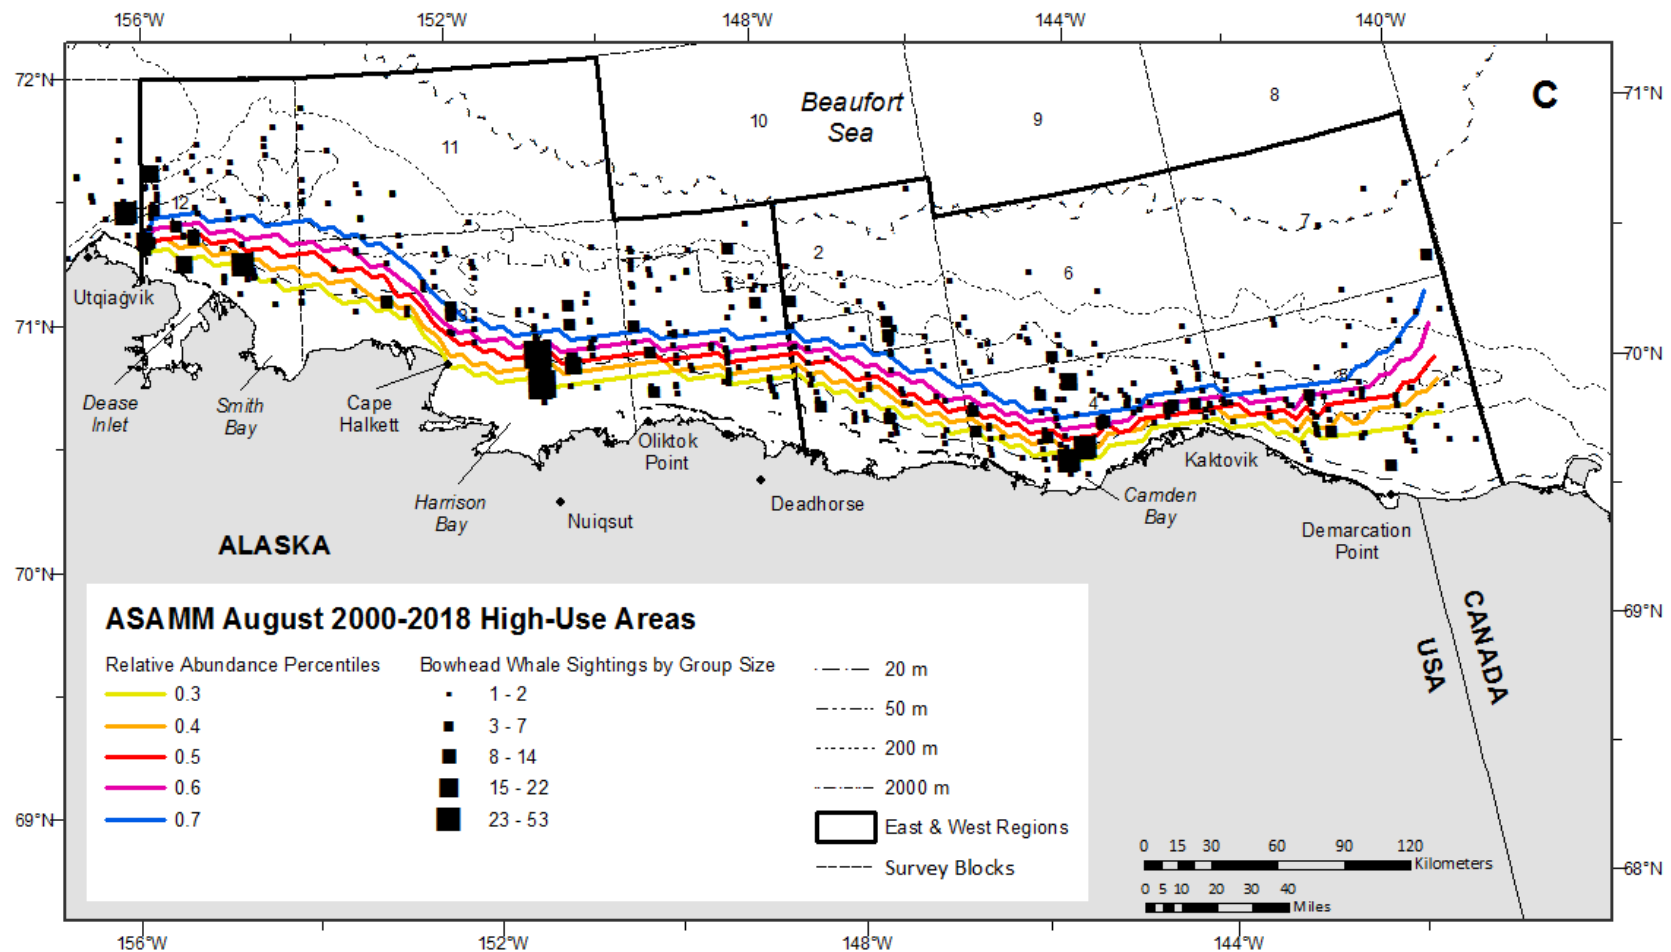 156°W 152°W 148°W 144°W 140°W
72°N
71°N
70°N
69°N
71°N
70°N
69°N
68°N
156°W 152°W 148°W 144°W
C
Beaufort
Sea
8
9
10
11
12
2
7
6
3
4
5
Utqiaġvik
Dease
Inlet
Smith
Bay
Cape
Halkett
Harrison
Bay
Oliktok
Point
Nuiqsut
Deadhorse
Kaktovik
Camden
Bay
Demarcation
Point
ALASKA
CANADA
USA
ASAMM August 2000-2018 High-Use Areas
Relative Abundance Percentiles
0.3
0.4
0.5
0.6
0.7
Bowhead Whale Sightings by Group Size
1 - 2
3 - 7
8 - 14
15 - 22
23 - 53
20 m
50 m
200 m
2000 m
East & West Regions
Survey Blocks
0 15 30 60 90 120
Kilometers
0 5 10 20 30 40
Miles